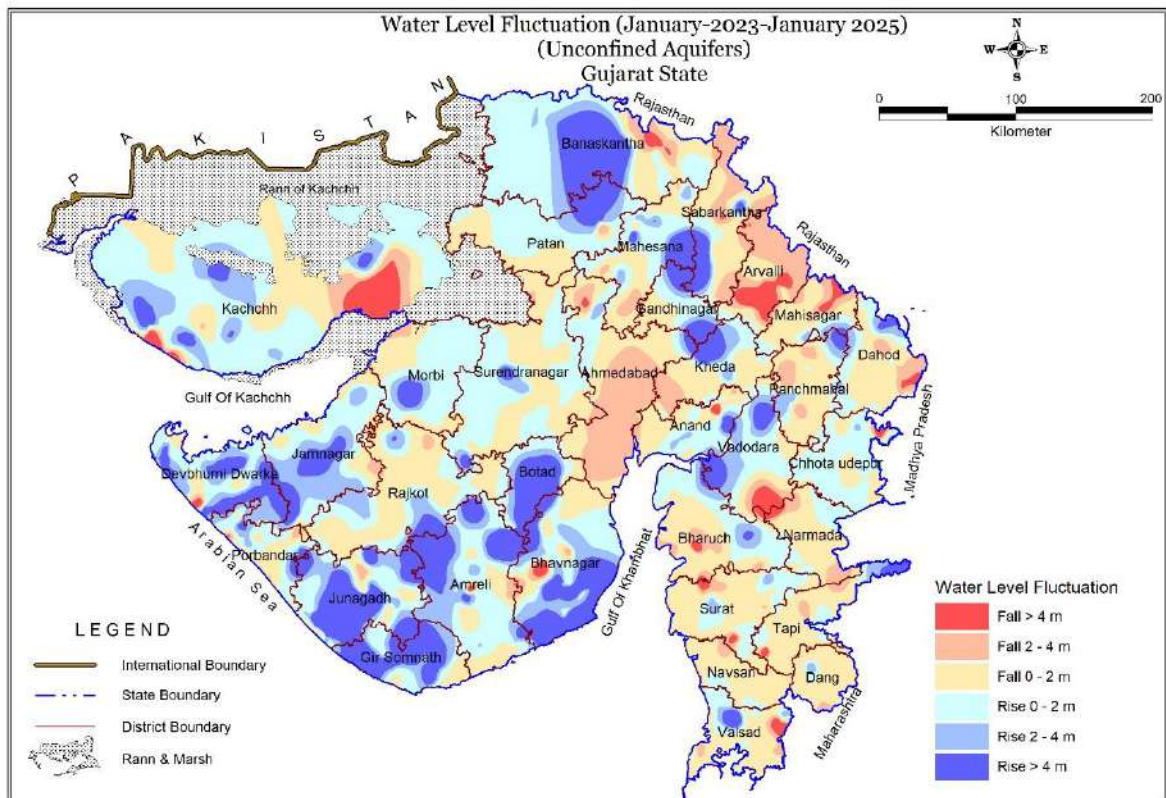 Water Level Fluctuation (January-2023-January 2025)
(Unconfined Aquifers)
Gujarat State
N
W E
S
0 100 200
Kilometer
P A K I S T A N
Rajasthan
Banaskantha
Rann of Kachchh
Sabarkantha
Patan
Mahesana
Rajasthan
Arvalli
Kachchh
Gandhinagar
Mahisagar
Dahod
Kheda
Morbi
Surendranagar
Ahmedabad
Panchmahal
Gulf Of Kachchh
Anand
Vadodara
Madhya Pradesh
Jamnagar
Devbhumi Dwarka
Botad
Chhota udepur
Rajkot
Arabian Sea
Porbandar
Bharuch
Narmada
Bhavnagar
Amreli
Junagadh
Gulf Of Khambhat
Surat
Tapi
Gir Somnath
Navsari
Dang
Maharashtra
Valsad
LEGEND
International Boundary
State Boundary
District Boundary
Rann & Marsh
Water Level Fluctuation
Fall > 4 m
Fall 2 - 4 m
Fall 0 - 2 m
Rise 0 - 2 m
Rise 2 - 4 m
Rise > 4 m